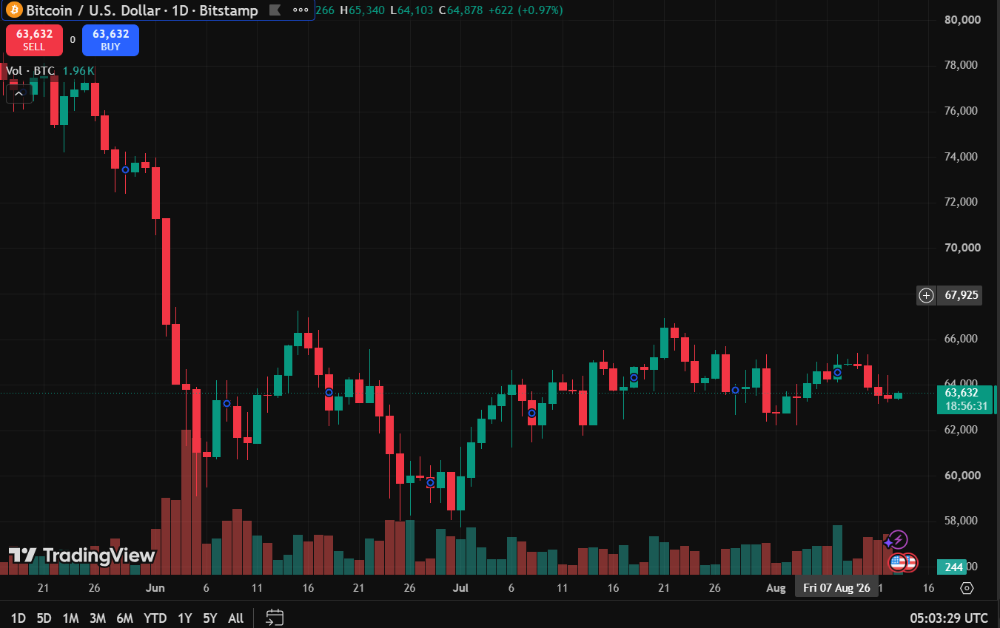 Bitcoin / U.S. Dollar · 1D · Bitstamp 266 H65,340 L64,103 C64,878 +622 (+0.97%)
63,632 SELL
0
63,632 BUY
Vol · BTC 1.96K
80,000
78,000
76,000
74,000
72,000
70,000
67,925
66,000
64,000
63,632
18:56:31
62,000
60,000
58,000
244
00
TradingView
21 26 Jun 6 11 16 21 26 Jul 6 11 16 21 26 Aug Fri 07 Aug '26 1 16
1D 5D 1M 3M 6M YTD 1Y 5Y All
05:03:29 UTC